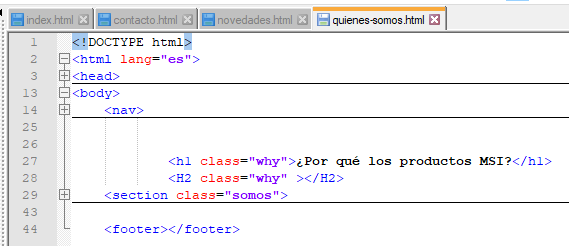 index.html contacto.html novedades.html quienes-somos.html
1 <!DOCTYPE html>
2 <html lang="es">
3 <head>
13 <body>
14 <nav>
25
26
27 <h1 class="why">¿Por qué los productos MSI?</h1>
28 <H2 class="why" ></H2>
29 <section class="somos">
43
44 <footer></footer>